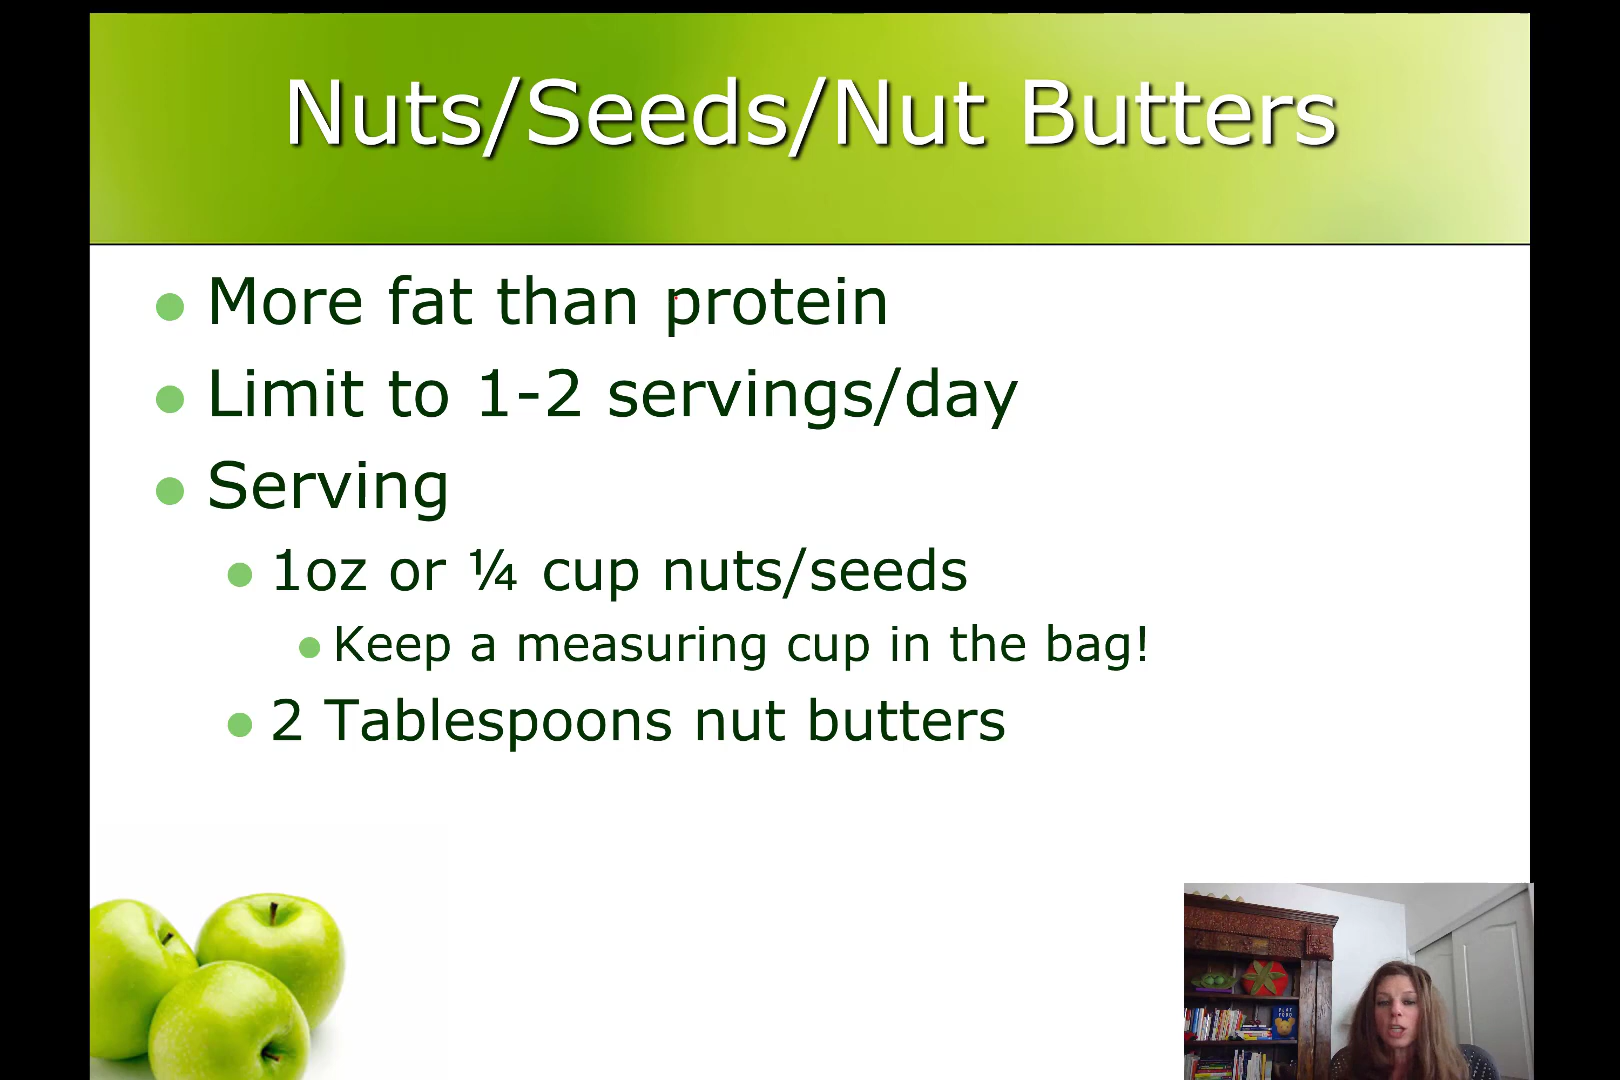 Nuts/Seeds/Nut Butters
More fat than protein
Limit to 1-2 servings/day
Serving
1oz or ¼ cup nuts/seeds
Keep a measuring cup in the bag!
2 Tablespoons nut butters